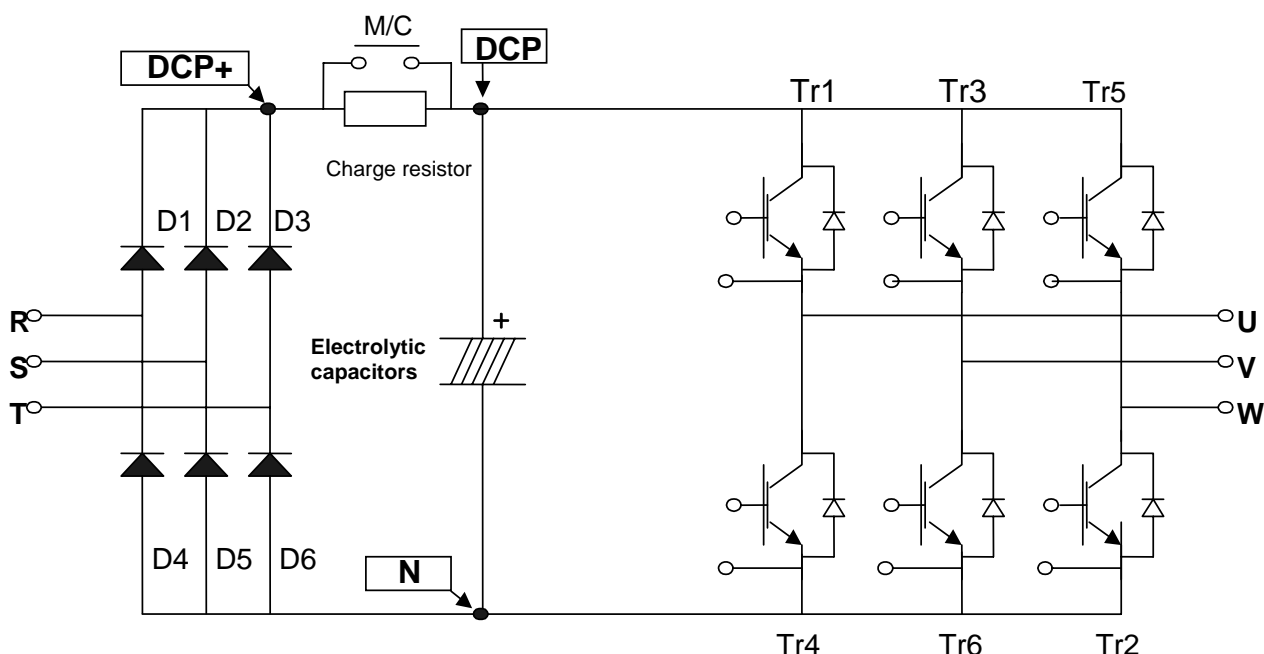 M/C
DCP
DCP+
Tr1
Tr3
Tr5
Charge resistor
D1
D2
D3
R
S
T
+
Electrolytic
capacitors
U
V
W
D4
D5
D6
N
Tr4
Tr6
Tr2